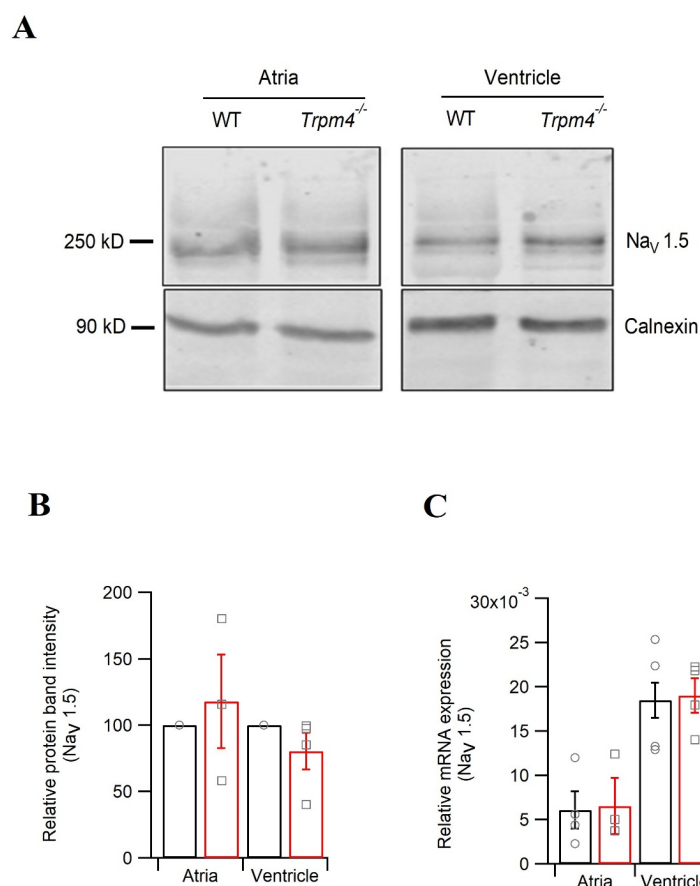 A
Atria Ventricle
WT Trpm4-/- WT Trpm4-/-
250 kD NaV 1.5
90 kD Calnexin
B
Relative protein band intensity
(NaV 1.5)
200
150
100
50
0
Atria Ventricle
C
Relative mRNA expression
(NaV 1.5)
30x10-3
25
20
15
10
5
0
Atria Ventricle